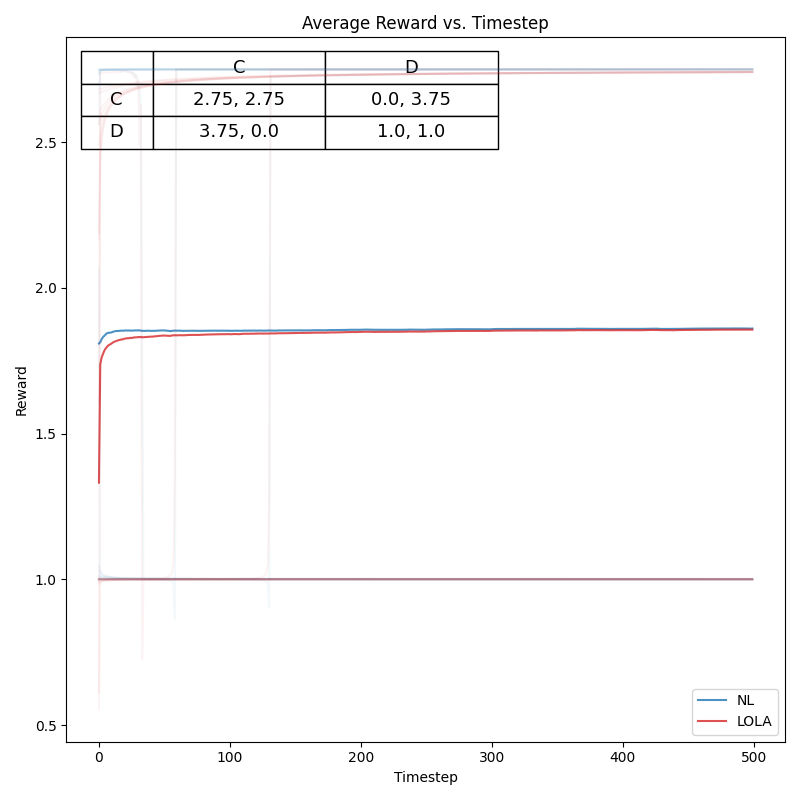 Average Reward vs. Timestep
C D
C 2.75, 2.75 0.0, 3.75
D 3.75, 0.0 1.0, 1.0
2.5
2.0
1.5
1.0
0.5
Reward
0 100 200 300 400 500
Timestep
NL
LOLA